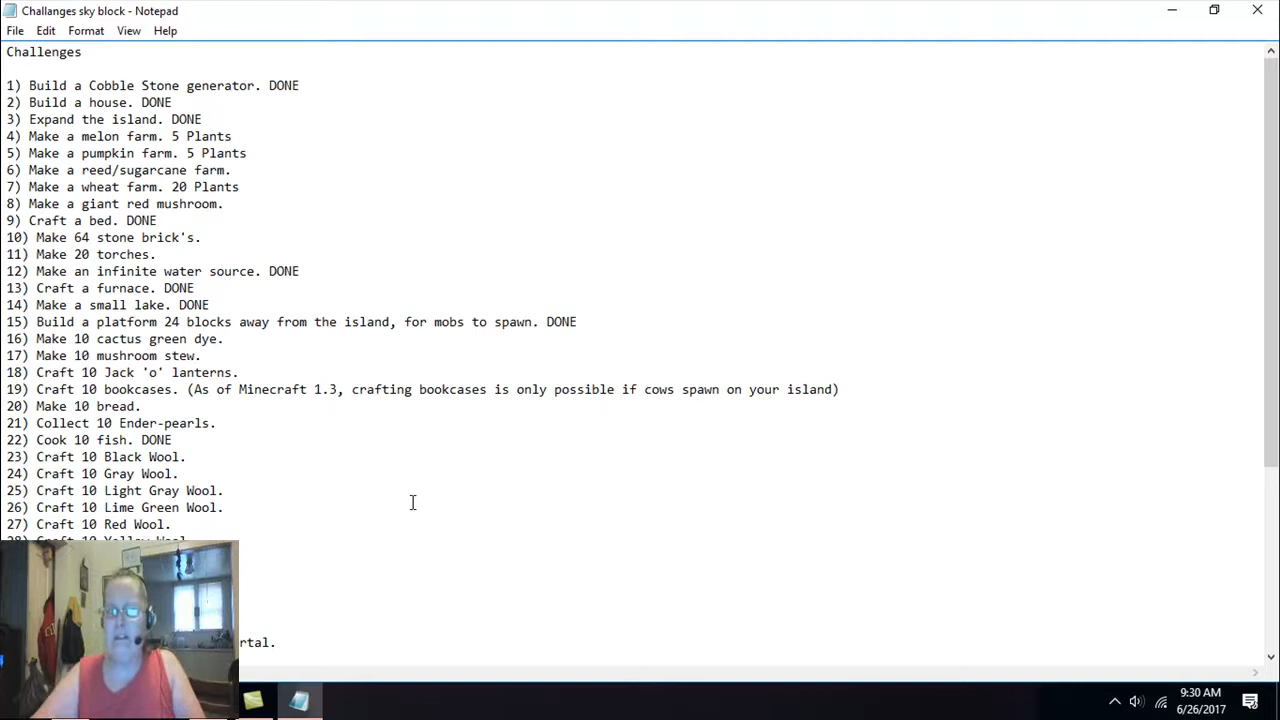 Challanges sky block - Notepad
File Edit Format View Help
Challenges
1) Build a Cobble Stone generator. DONE
2) Build a house. DONE
3) Expand the island. DONE
4) Make a melon farm. 5 Plants
5) Make a pumpkin farm. 5 Plants
6) Make a reed/sugarcane farm.
7) Make a wheat farm. 20 Plants
8) Make a giant red mushroom.
9) Craft a bed. DONE
10) Make 64 stone brick's.
11) Make 20 torches.
12) Make an infinite water source. DONE
13) Craft a furnace. DONE
14) Make a small lake. DONE
15) Build a platform 24 blocks away from the island, for mobs to spawn. DONE
16) Make 10 cactus green dye.
17) Make 10 mushroom stew.
18) Craft 10 Jack 'o' lanterns.
19) Craft 10 bookcases. (As of Minecraft 1.3, crafting bookcases is only possible if cows spawn on your island)
20) Make 10 bread.
21) Collect 10 Ender-pearls.
22) Cook 10 fish. DONE
23) Craft 10 Black Wool.
24) Craft 10 Gray Wool.
25) Craft 10 Light Gray Wool.
26) Craft 10 Lime Green Wool.
27) Craft 10 Red Wool.
28) Craft 10 Yellow Wool.
rtal.
9:30 AM
6/26/2017